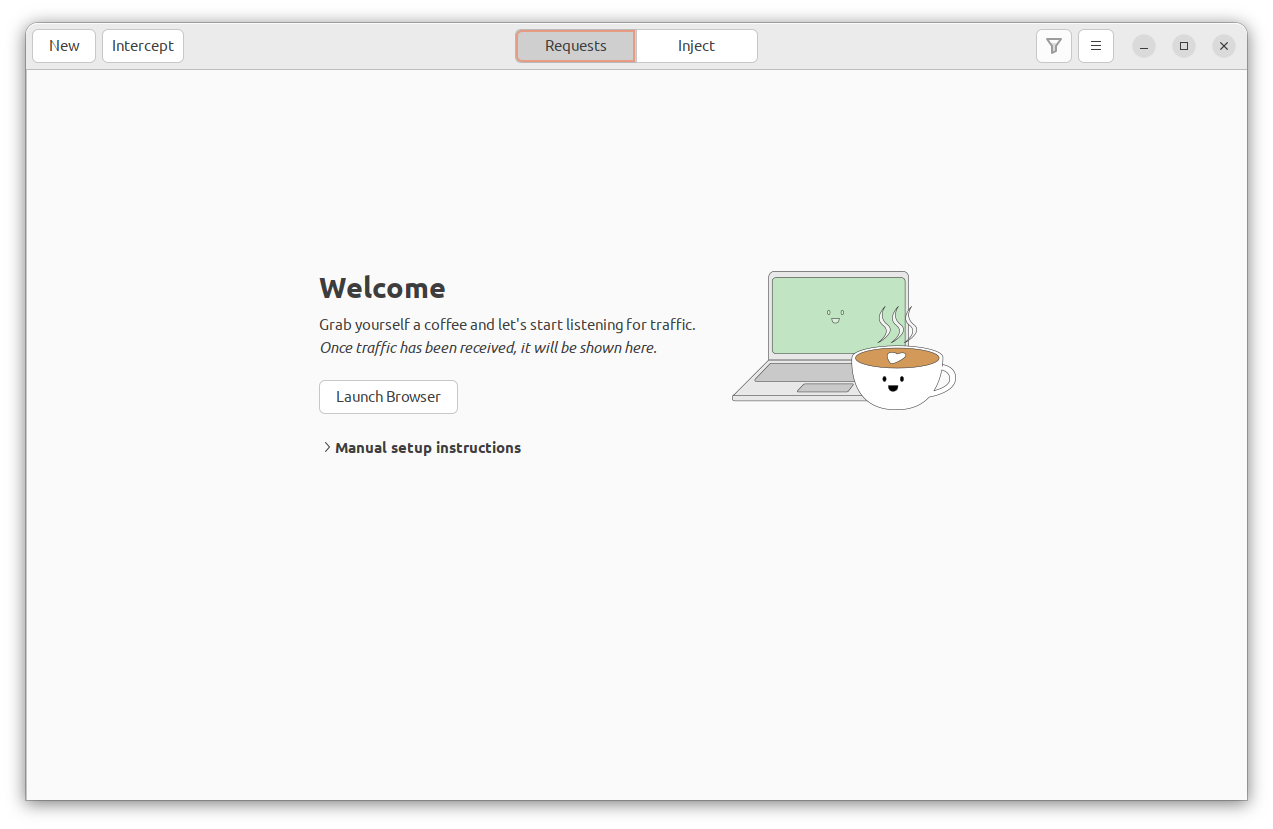 New
Intercept
Requests
Inject
Welcome
Grab yourself a coffee and let's start listening for traffic.
Once traffic has been received, it will be shown here.
Launch Browser
Manual setup instructions